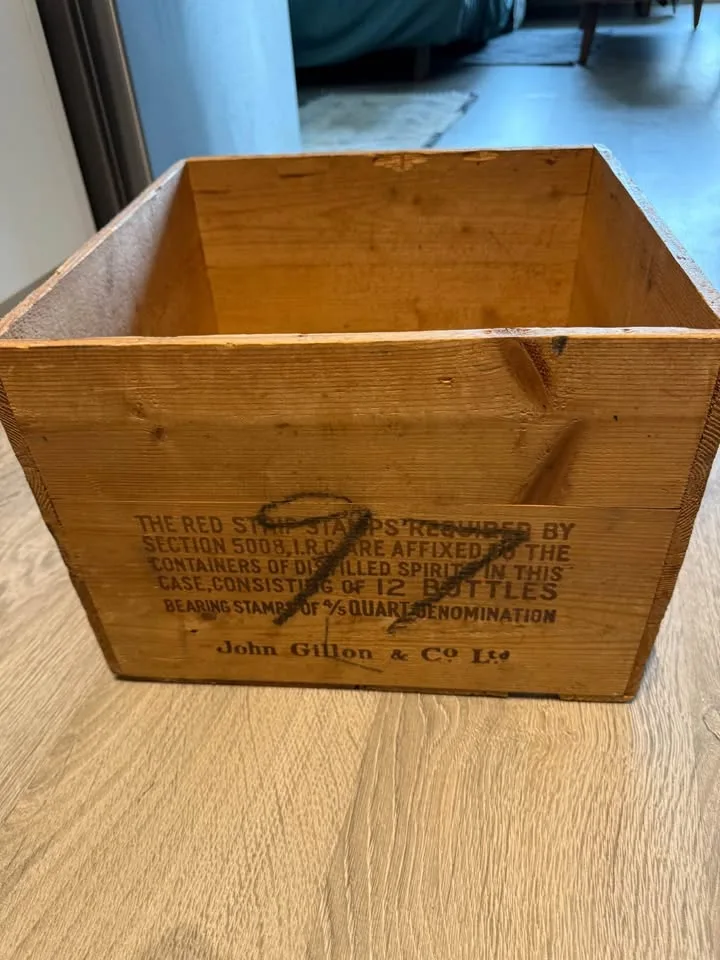 THE RED STRIP STAMPS REQUIRED BY
SECTION 5008, I.R.C. ARE AFFIXED TO THE
CONTAINERS OF DISTILLED SPIRITS IN THIS
CASE, CONSISTING OF 12 BOTTLES
BEARING STAMPS OF 4/5 QUART DENOMINATION
John Gillon & Co. Ltd